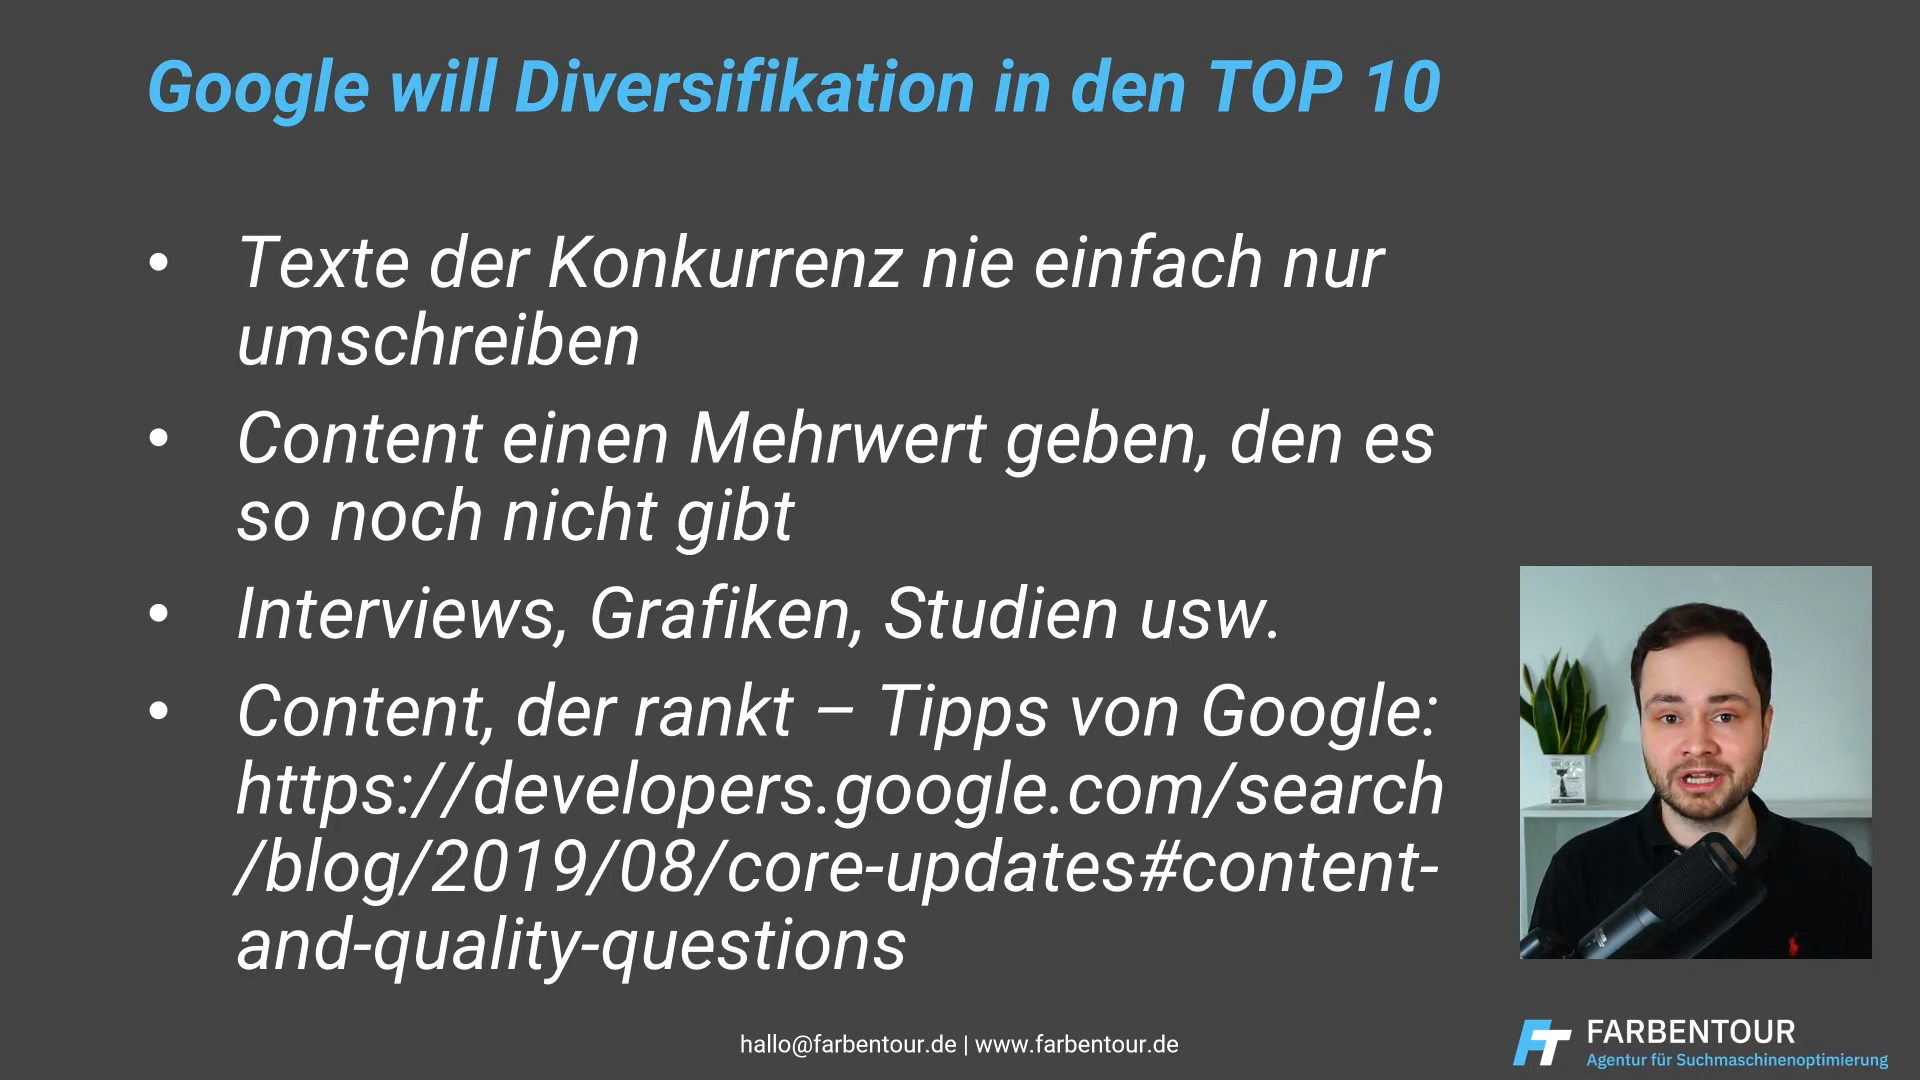 Google will Diversifikation in den TOP 10
• Texte der Konkurrenz nie einfach nur
umschreiben
• Content einen Mehrwert geben, den es
so noch nicht gibt
• Interviews, Grafiken, Studien usw.
• Content, der rankt – Tipps von Google:
https://developers.google.com/search
/blog/2019/08/core-updates#content-
and-quality-questions
hallo@farbentour.de | www.farbentour.de
FT FARBENTOUR
Agentur für Suchmaschinenoptimierung